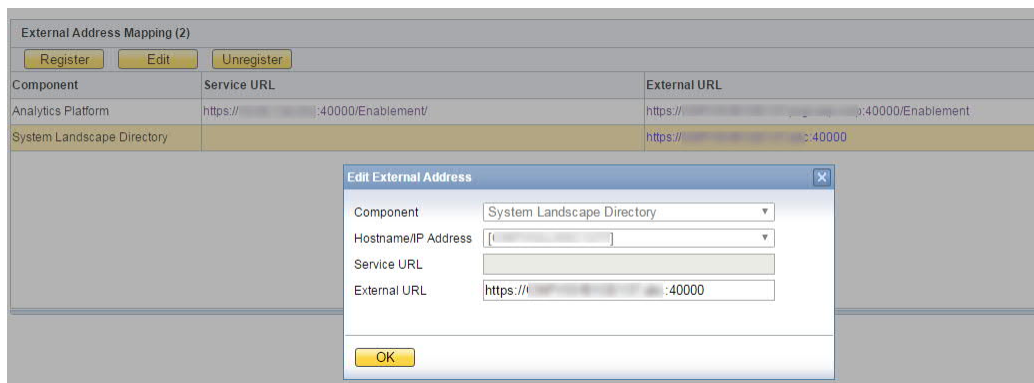 External Address Mapping (2)
Register Edit Unregister
Component Service URL External URL
Analytics Platform https:// :40000/Enablement/ https:// :40000/Enablement
System Landscape Directory https:// :40000
Edit External Address
Component System Landscape Directory
Hostname/IP Address [ ]
Service URL
External URL https:// :40000
OK